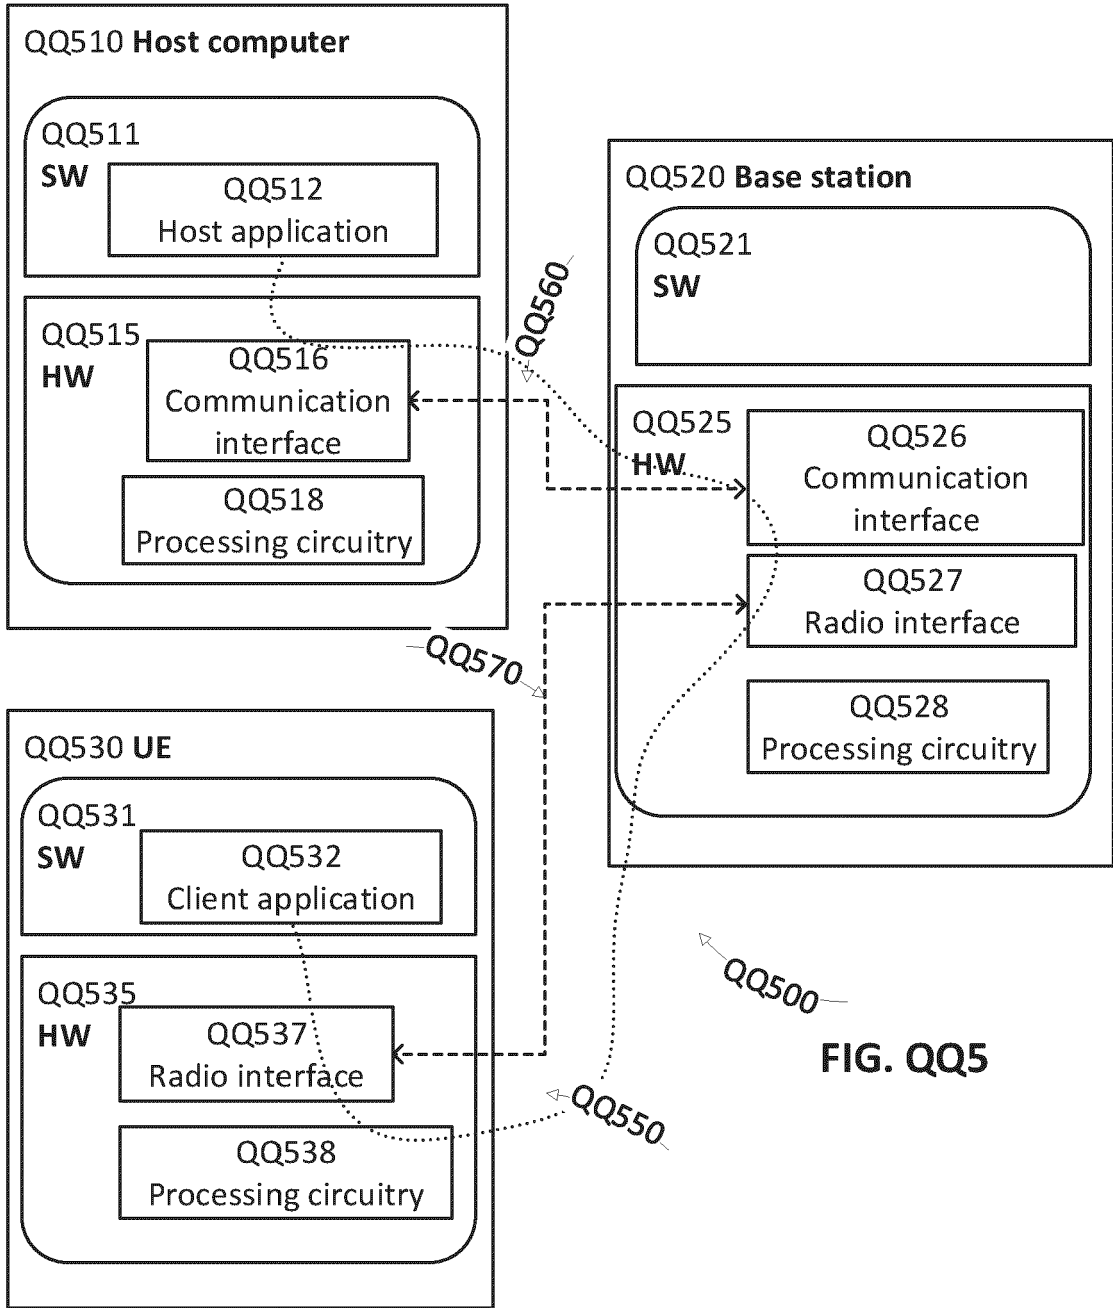 QQ510 Host computer
QQ511
SW
QQ512
Host application
QQ515
HW
QQ516
Communication
interface
QQ518
Processing circuitry
QQ560
QQ520 Base station
QQ521
SW
QQ525
HW
QQ526
Communication
interface
QQ527
Radio interface
QQ528
Processing circuitry
QQ570
QQ530 UE
QQ531
SW
QQ532
Client application
QQ535
HW
QQ537
Radio interface
QQ538
Processing circuitry
QQ550
QQ500
FIG. QQ5